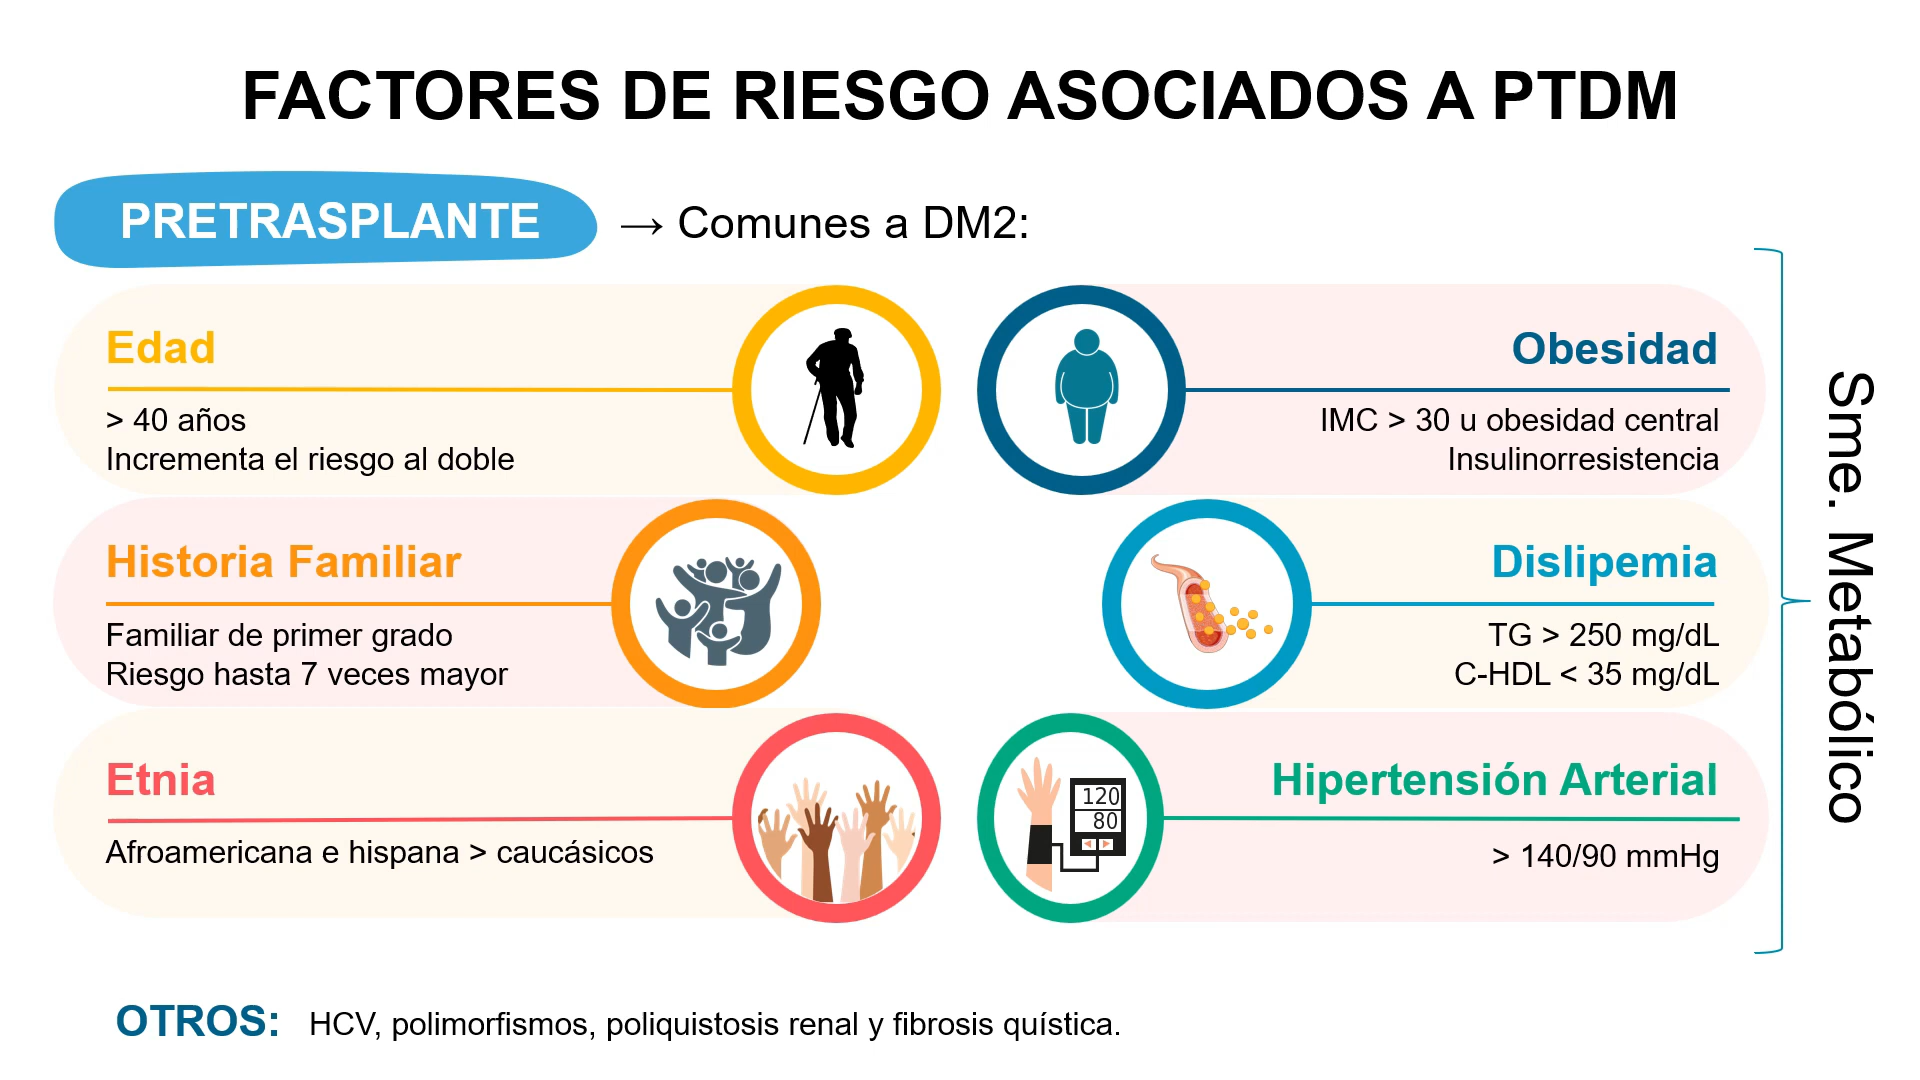 FACTORES DE RIESGO ASOCIADOS A PTDM
PRETRASPLANTE → Comunes a DM2:
Edad
> 40 años
Incrementa el riesgo al doble
Historia Familiar
Familiar de primer grado
Riesgo hasta 7 veces mayor
Etnia
Afroamericana e hispana > caucásicos
Obesidad
IMC > 30 u obesidad central
Insulinorresistencia
Dislipemia
TG > 250 mg/dL
C-HDL < 35 mg/dL
120
80
Hipertensión Arterial
> 140/90 mmHg
Sme. Metabólico
OTROS: HCV, polimorfismos, poliquistosis renal y fibrosis quística.